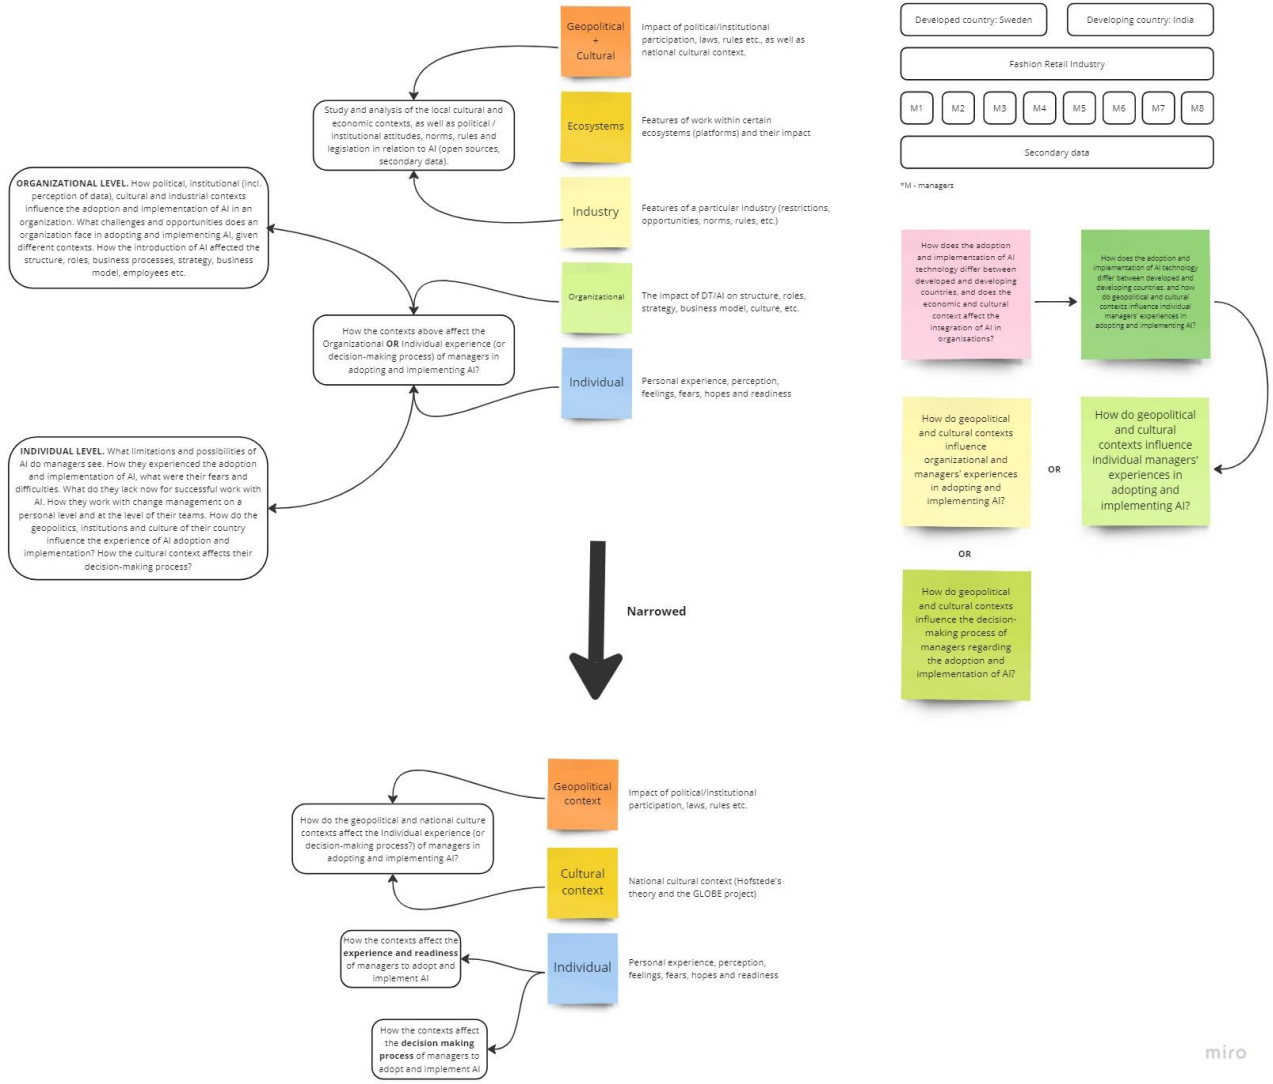 Geopolitical
+
Cultural
Impact of political/institutional
participation, laws, rules etc., as well as
national cultural context.
Study and analysis of the local cultural and
economic contexts, as well as political /
institutional attitudes, norms, rules and
legislation in relation to AI (open sources,
secondary data).
Ecosystems
Features of work within certain
ecosystems (platforms) and their impact
Industry
Features of a particular industry (restrictions,
opportunities, norms, rules, etc.)
ORGANIZATIONAL LEVEL. How political, institutional (incl.
perception of data), cultural and industrial contexts
influence the adoption and implementation of AI in an
organization. What challenges and opportunities does an
organization face in adopting and implementing AI, given
different contexts. How the introduction of AI affected the
structure, roles, business processes, strategy, business
model, employees etc.
Organizational
The impact of DT/AI on structure, roles,
strategy, business model, culture, etc.
How the contexts above affect the
Organizational OR Individual experience (or
decision-making process) of managers in
adopting and implementing AI?
Individual
Personal experience, perception,
feelings, fears, hopes and readiness
INDIVIDUAL LEVEL. What limitations and possibilities of
AI do managers see. How they experienced the adoption
and implementation of AI, what were their fears and
difficulties. What do they lack now for successful work with
AI. How they work with change management on a
personal level and at the level of their teams. How do the
geopolitics, institutions and culture of their country
influence the experience of AI adoption and
implementation? How the cultural context affects their
decision-making process?
Narrowed
Developed country: Sweden
Developing country: India
Fashion Retail Industry
M1 M2 M3 M4 M5 M6 M7 M8
Secondary data
*M - managers
How does the adoption
and implementation of AI
technology differ between
developed and developing
countries, and does the
economic and cultural
context affect the
integration of AI in
organisations?
How does the adoption and
implementation of AI technology
differ between developed and
developing countries, and how
do geopolitical and cultural
contexts influence individual
managers' experiences in
adopting and implementing AI?
How do geopolitical
and cultural contexts
influence
organizational and
managers' experiences
in adopting and
implementing AI?
OR
How do geopolitical
and cultural
contexts influence
individual managers'
experiences in
adopting and
implementing AI?
OR
How do geopolitical
and cultural contexts
influence the decision-
making process of
managers regarding
the adoption and
implementation of AI?
Geopolitical
context
Impact of political/institutional
participation, laws, rules etc.
How do the geopolitical and national culture
contexts affect the Individual experience (or
decision-making process?) of managers in
adopting and implementing AI?
Cultural
context
National cultural context (Hofstede's
theory and the GLOBE project)
How the contexts affect the
experience and readiness
of managers to adopt and
implement AI
Individual
Personal experience, perception,
feelings, fears, hopes and readiness
How the contexts affect
the decision making
process of managers to
adopt and implement AI
miro